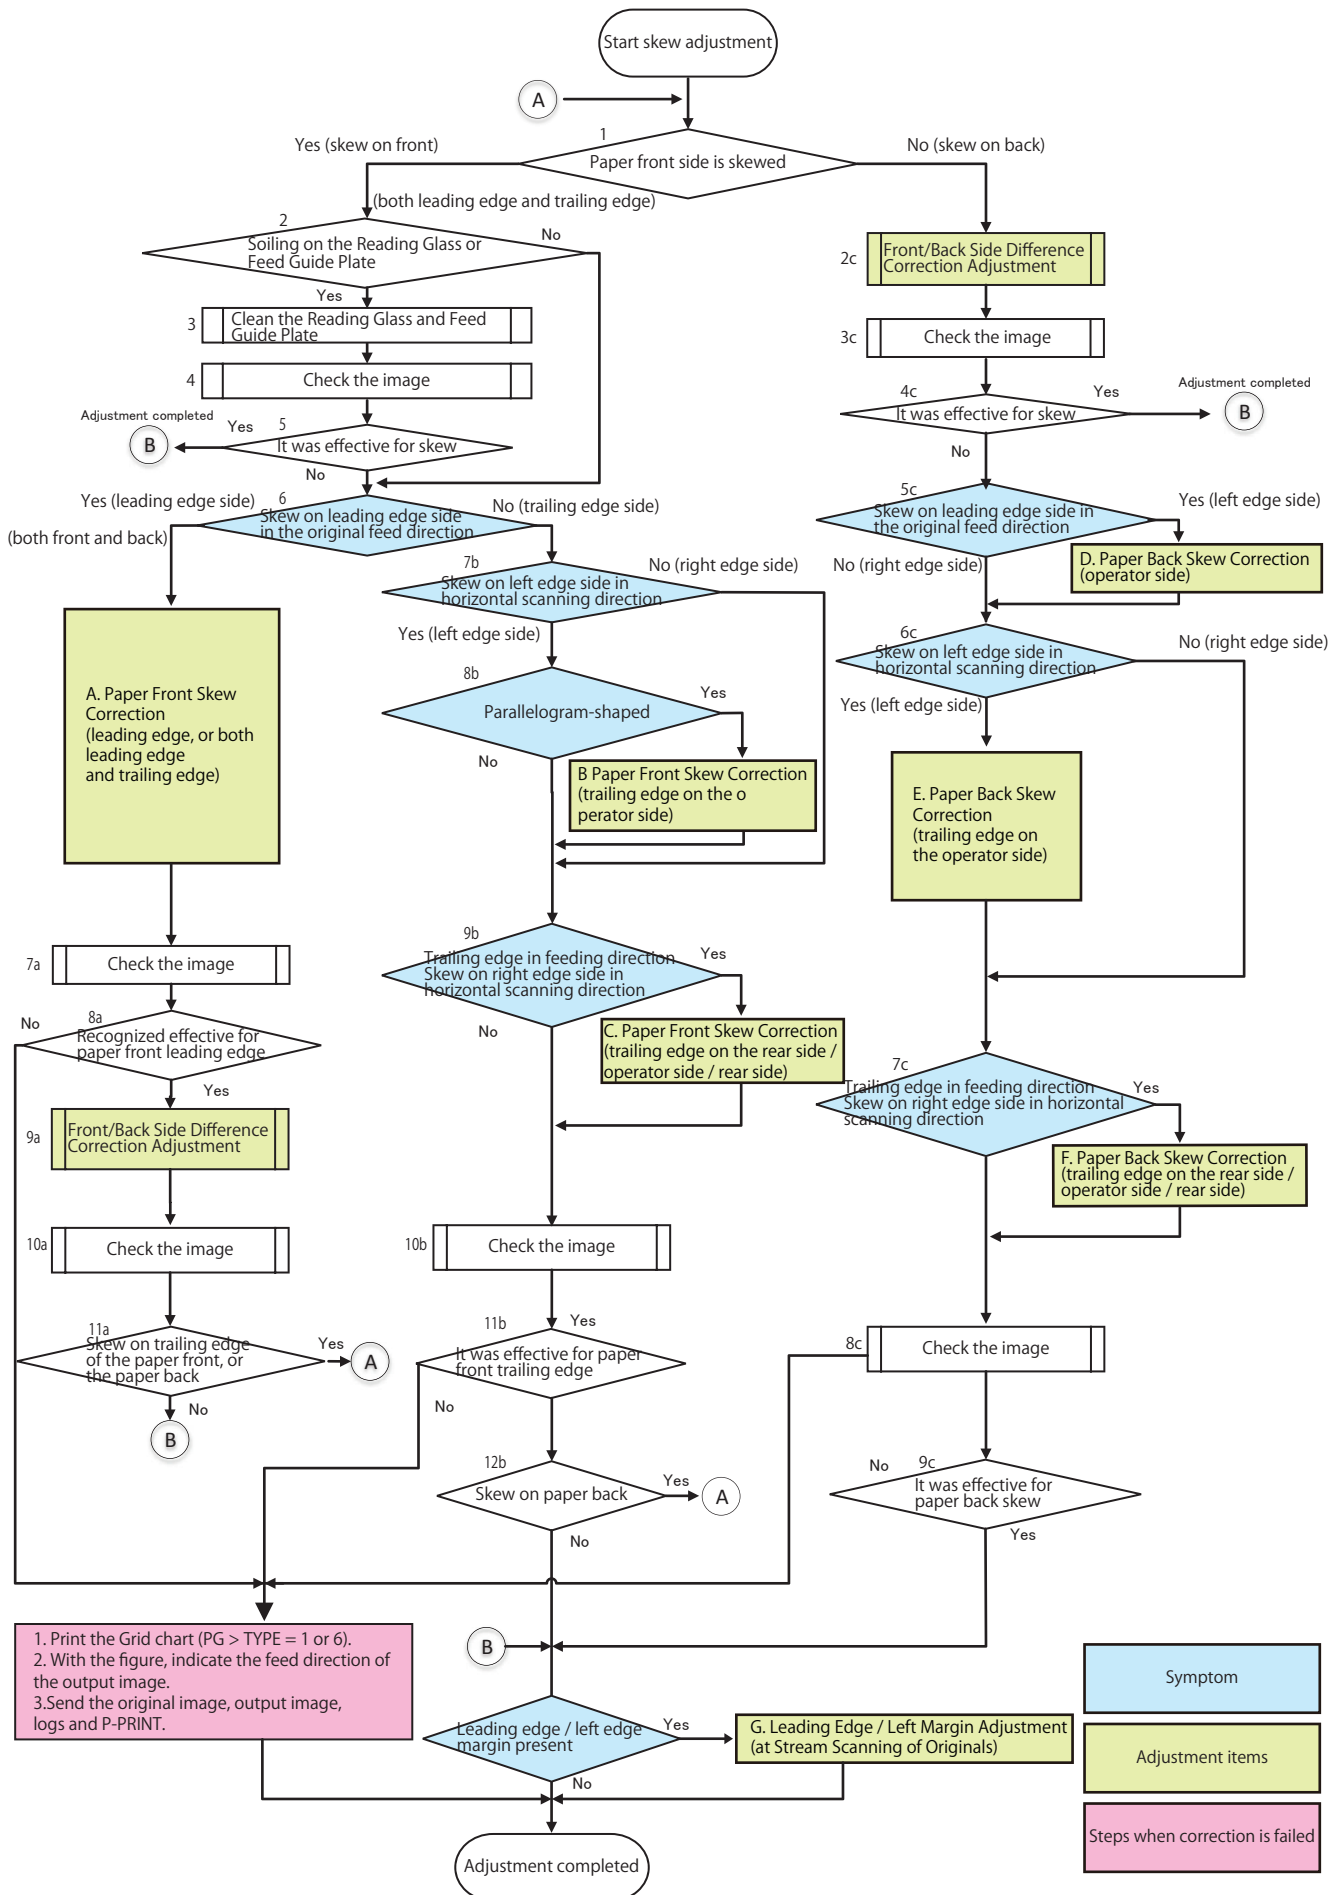 Start skew adjustment
A
1
Paper front side is skewed
Yes (skew on front)
No (skew on back)
(both leading edge and trailing edge)
2
Soiling on the Reading Glass or
Feed Guide Plate
No
Yes
3
Clean the Reading Glass and Feed
Guide Plate
4
Check the image
Adjustment completed
B
Yes
5
It was effective for skew
No
2c
Front/Back Side Difference
Correction Adjustment
3c
Check the image
4c
It was effective for skew
Yes
Adjustment completed
B
No
Yes (leading edge side)
6
Skew on leading edge side
in the original feed direction
No (trailing edge side)
(both front and back)
5c
Skew on leading edge side in
the original feed direction
Yes (left edge side)
D. Paper Back Skew Correction
(operator side)
No (right edge side)
7b
Skew on left edge side in
horizontal scanning direction
No (right edge side)
Yes (left edge side)
6c
Skew on left edge side in
horizontal scanning direction
No (right edge side)
Yes (left edge side)
A. Paper Front Skew
Correction
(leading edge, or both
leading edge
and trailing edge)
8b
Parallelogram-shaped
Yes
No
B Paper Front Skew Correction
(trailing edge on the o
perator side)
E. Paper Back Skew
Correction
(trailing edge on
the operator side)
7a
Check the image
9b
Trailing edge in feeding direction
Skew on right edge side in
horizontal scanning direction
Yes
No
C. Paper Front Skew Correction
(trailing edge on the rear side /
operator side / rear side)
No
8a
Recognized effective for
paper front leading edge
Yes
9a
Front/Back Side Difference
Correction Adjustment
7c
Trailing edge in feeding direction
Skew on right edge side in horizontal
scanning direction
Yes
F. Paper Back Skew Correction
(trailing edge on the rear side /
operator side / rear side)
10a
Check the image
10b
Check the image
11a
Skew on trailing edge
of the paper front, or
the paper back
Yes
A
No
B
Yes
11b
It was effective for paper
front trailing edge
No
8c
Check the image
12b
Skew on paper back
Yes
A
No
No
9c
It was effective for
paper back skew
Yes
1. Print the Grid chart (PG > TYPE = 1 or 6).
2. With the figure, indicate the feed direction of
the output image.
3.Send the original image, output image,
logs and P-PRINT.
B
Leading edge / left edge
margin present
Yes
No
G. Leading Edge / Left Margin Adjustment
(at Stream Scanning of Originals)
Adjustment completed
Symptom
Adjustment items
Steps when correction is failed